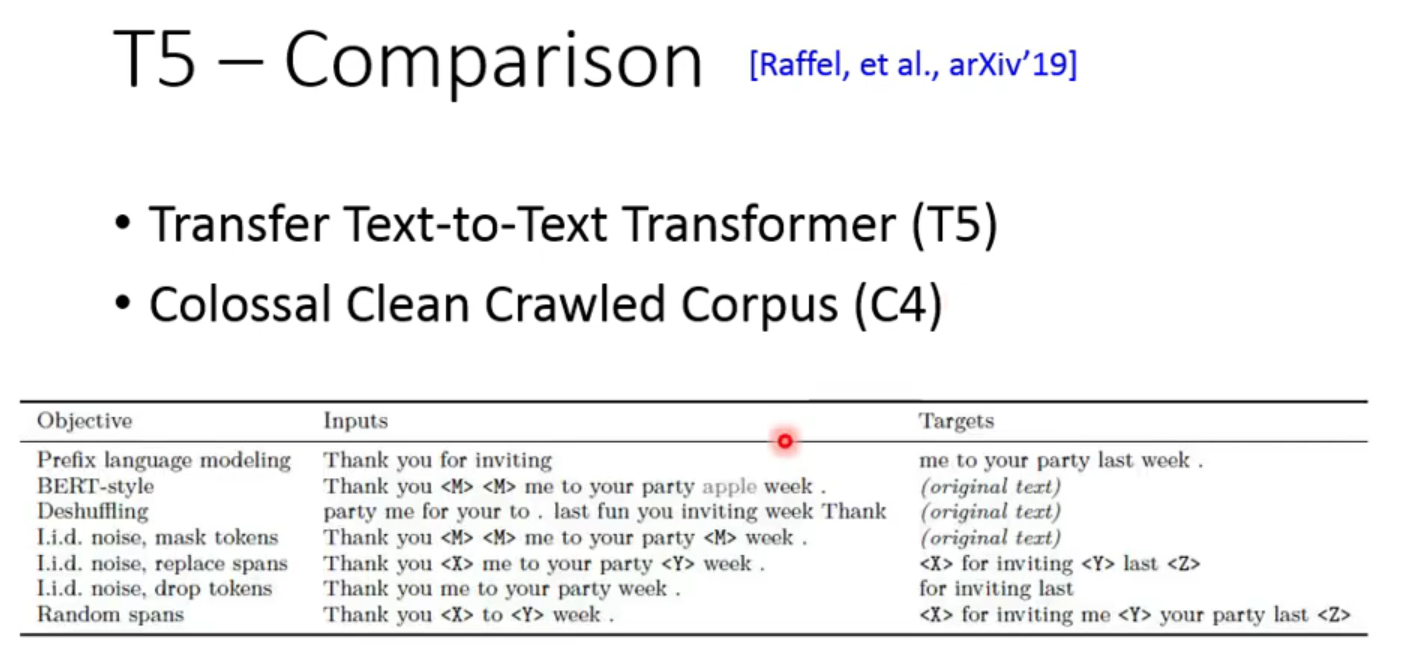 T5 – Comparison [Raffel, et al., arXiv'19]
• Transfer Text-to-Text Transformer (T5)
• Colossal Clean Crawled Corpus (C4)
Objective Inputs Targets
Prefix language modeling Thank you for inviting me to your party last week .
BERT-style Thank you <M> <M> me to your party apple week . (original text)
Deshuffling party me for your to . last fun you inviting week Thank (original text)
I.i.d. noise, mask tokens Thank you <M> <M> me to your party <M> week . (original text)
I.i.d. noise, replace spans Thank you <X> me to your party <Y> week . <X> for inviting <Y> last <Z>
I.i.d. noise, drop tokens Thank you me to your party week . for inviting last
Random spans Thank you <X> to <Y> week . <X> for inviting me <Y> your party last <Z>